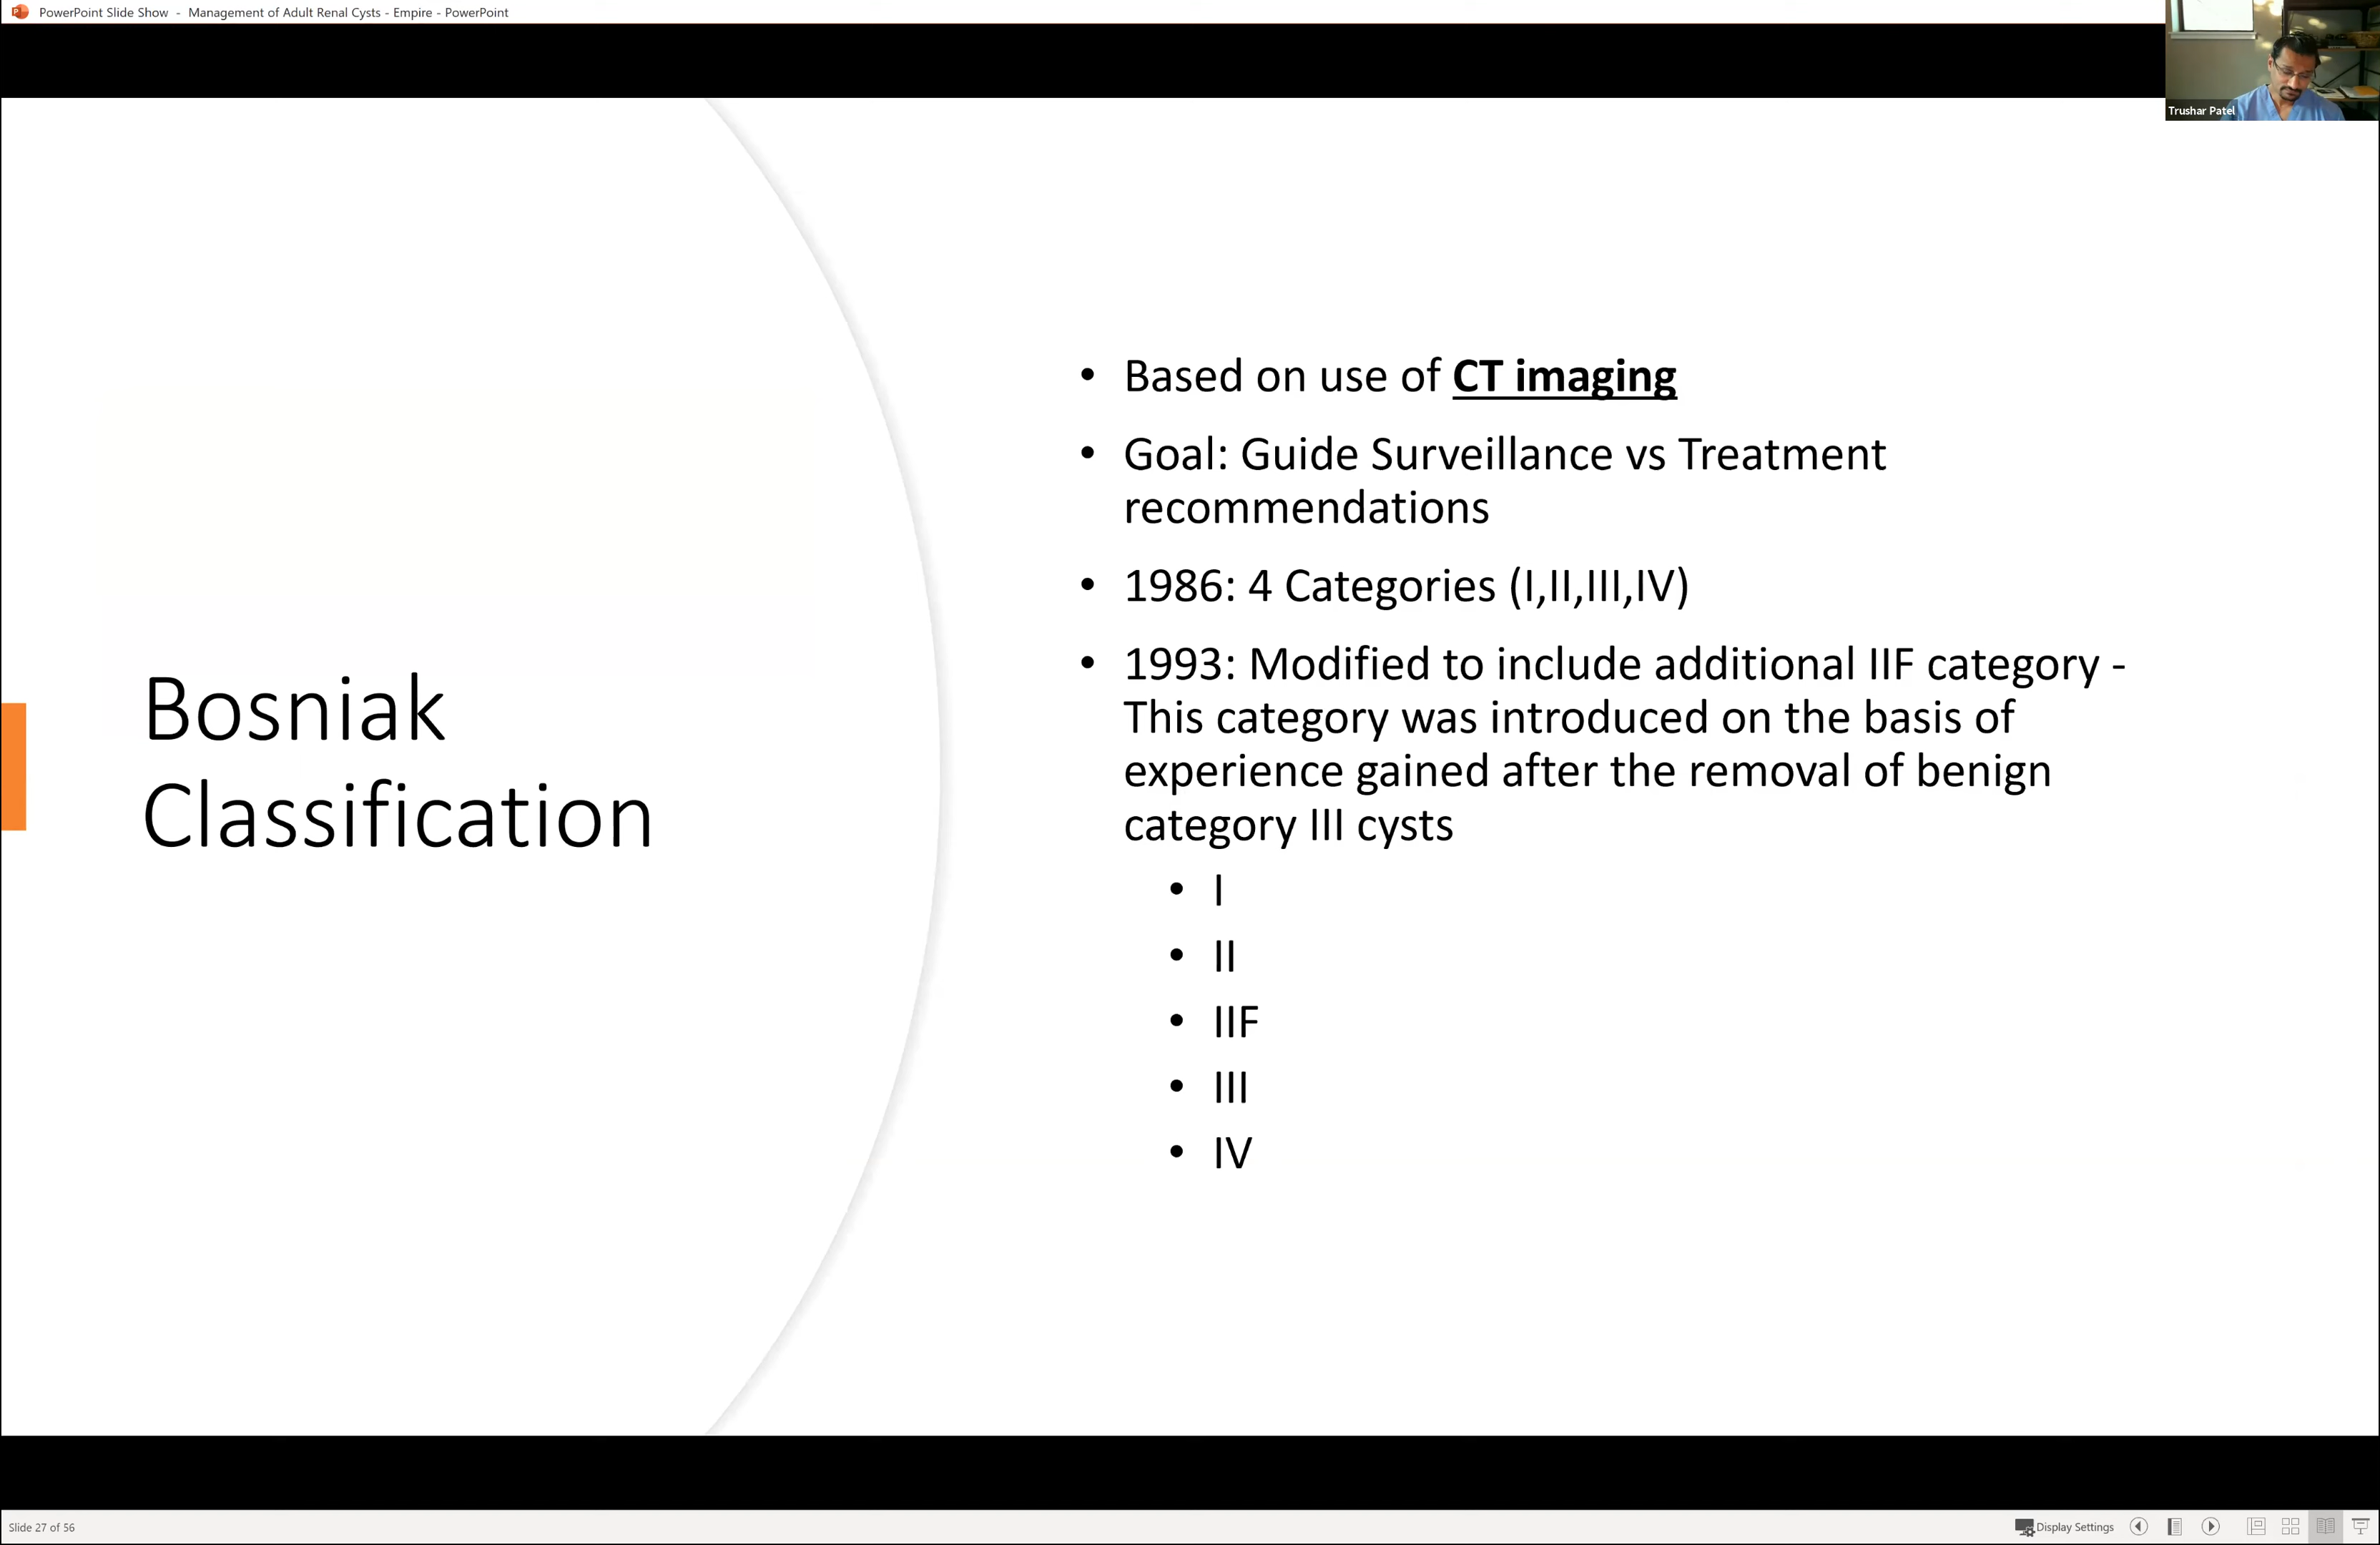 PowerPoint Slide Show - Management of Adult Renal Cysts - Empire - PowerPoint
Trushar Patel
Bosniak
Classification
• Based on use of CT imaging
• Goal: Guide Surveillance vs Treatment
recommendations
• 1986: 4 Categories (I,II,III,IV)
• 1993: Modified to include additional IIF category -
This category was introduced on the basis of
experience gained after the removal of benign
category III cysts
• I
• II
• IIF
• III
• IV
Slide 27 of 56
Display Settings